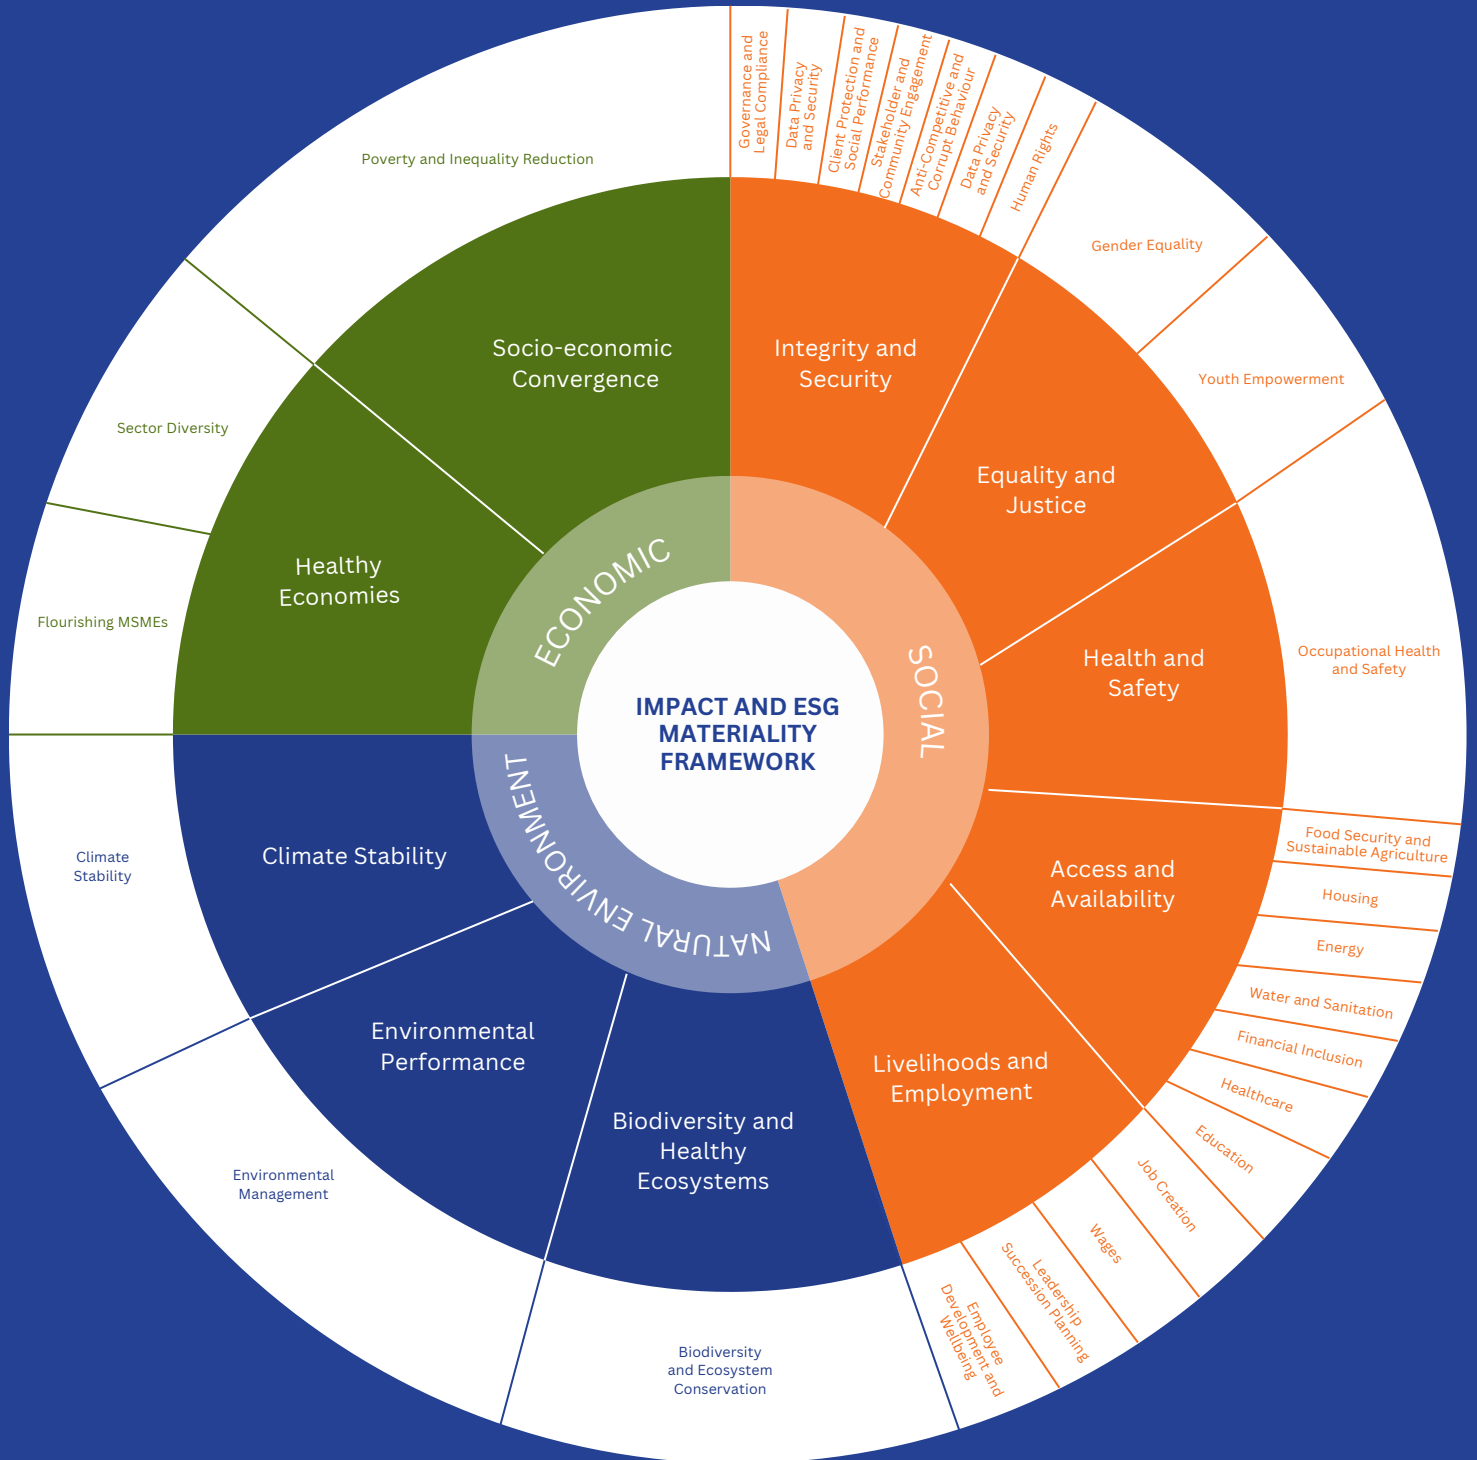 IMPACT AND ESG
MATERIALITY
FRAMEWORK
ECONOMIC
SOCIAL
NATURAL ENVIRONMENT
Socio-economic
Convergence
Healthy
Economies
Integrity and
Security
Equality and
Justice
Health and
Safety
Access and
Availability
Livelihoods and
Employment
Biodiversity and
Healthy
Ecosystems
Environmental
Performance
Climate Stability
Poverty and Inequality Reduction
Sector Diversity
Flourishing MSMEs
Governance and
Legal Compliance
Data Privacy
and Security
Client Protection and
Social Performance
Stakeholder and
Community Engagement
Anti-Competitive and
Corrupt Behaviour
Data Privacy
and Security
Human Rights
Gender Equality
Youth Empowerment
Occupational Health
and Safety
Food Security and
Sustainable Agriculture
Housing
Energy
Water and Sanitation
Financial Inclusion
Healthcare
Education
Job Creation
Wages
Leadership
Succession Planning
Employee
Development and
Wellbeing
Biodiversity
and Ecosystem
Conservation
Environmental
Management
Climate
Stability